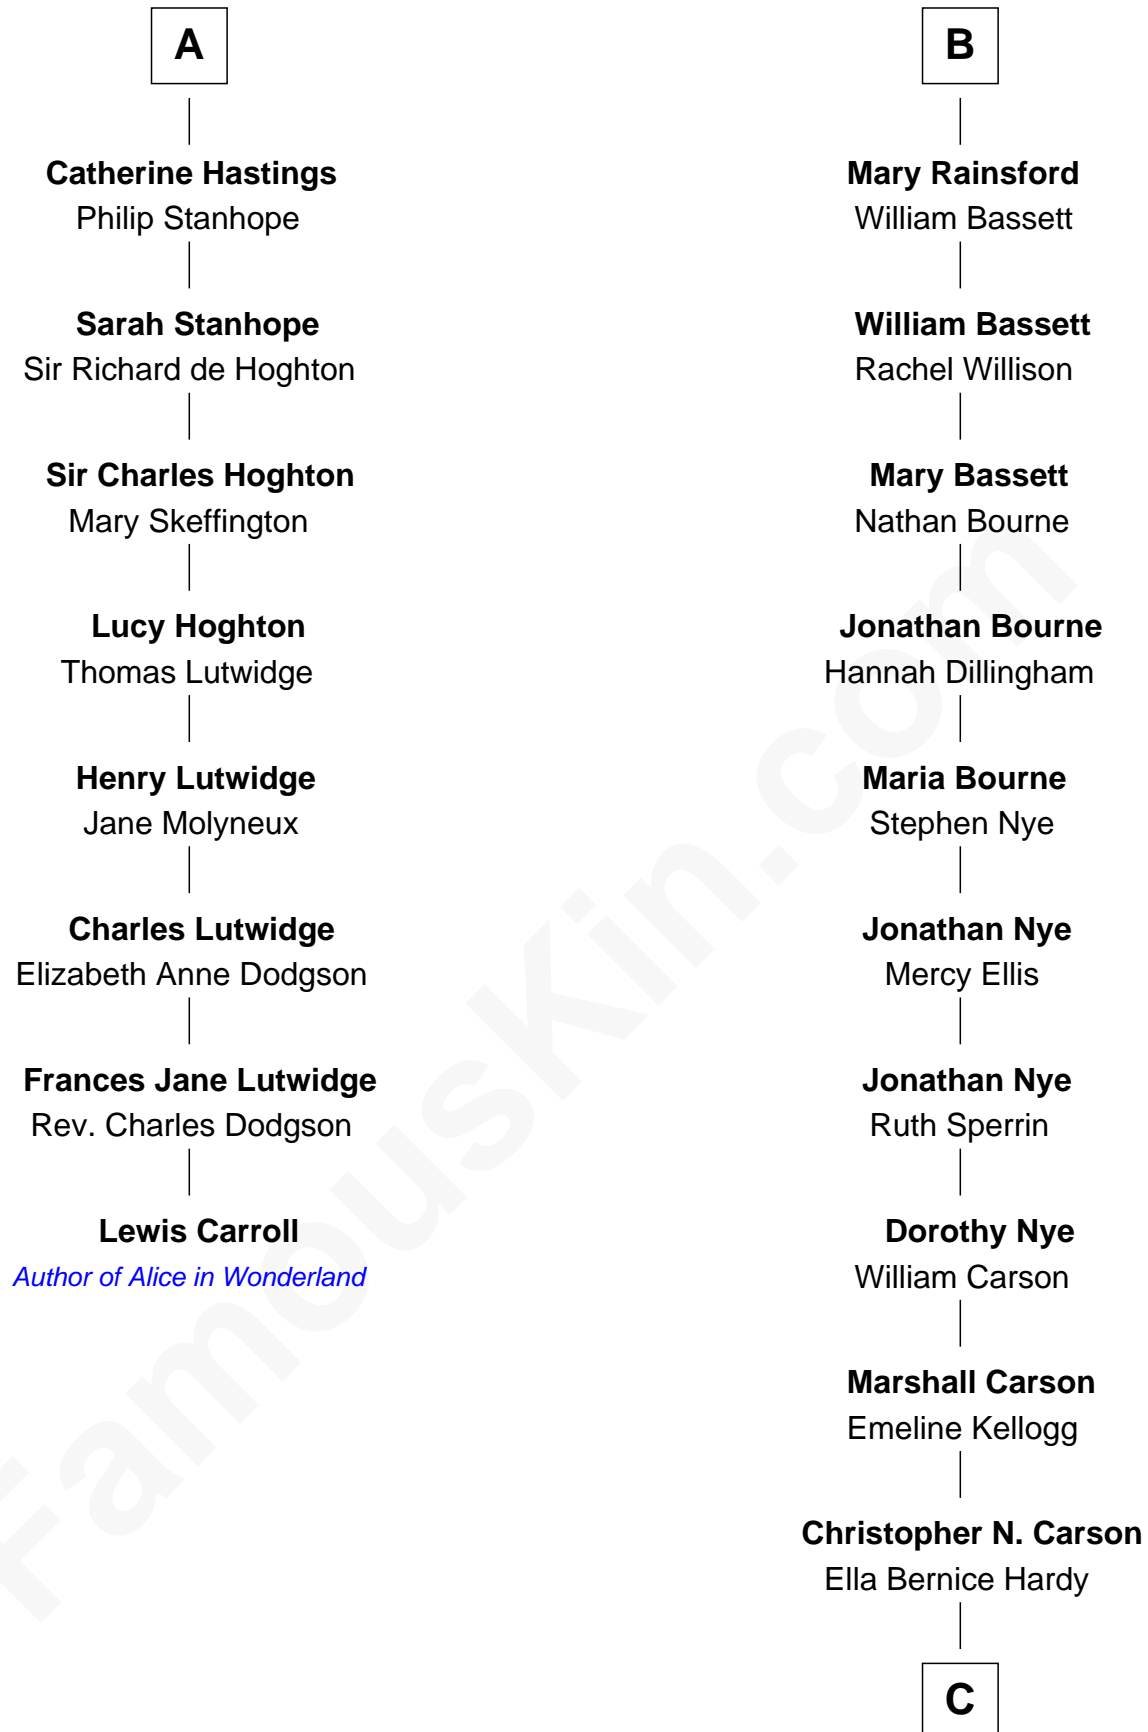 A
Catherine Hastings
Philip Stanhope
Sarah Stanhope
Sir Richard de Hoghton
Sir Charles Hoghton
Mary Skeffington
Lucy Hoghton
Thomas Lutwidge
Henry Lutwidge
Jane Molyneux
Charles Lutwidge
Elizabeth Anne Dodgson
Frances Jane Lutwidge
Rev. Charles Dodgson
Lewis Carroll
Author of Alice in Wonderland
B
Mary Rainsford
William Bassett
William Bassett
Rachel Willison
Mary Bassett
Nathan Bourne
Jonathan Bourne
Hannah Dillingham
Maria Bourne
Stephen Nye
Jonathan Nye
Mercy Ellis
Jonathan Nye
Ruth Sperrin
Dorothy Nye
William Carson
Marshall Carson
Emeline Kellogg
Christopher N. Carson
Ella Bernice Hardy
C
FamousKin.com